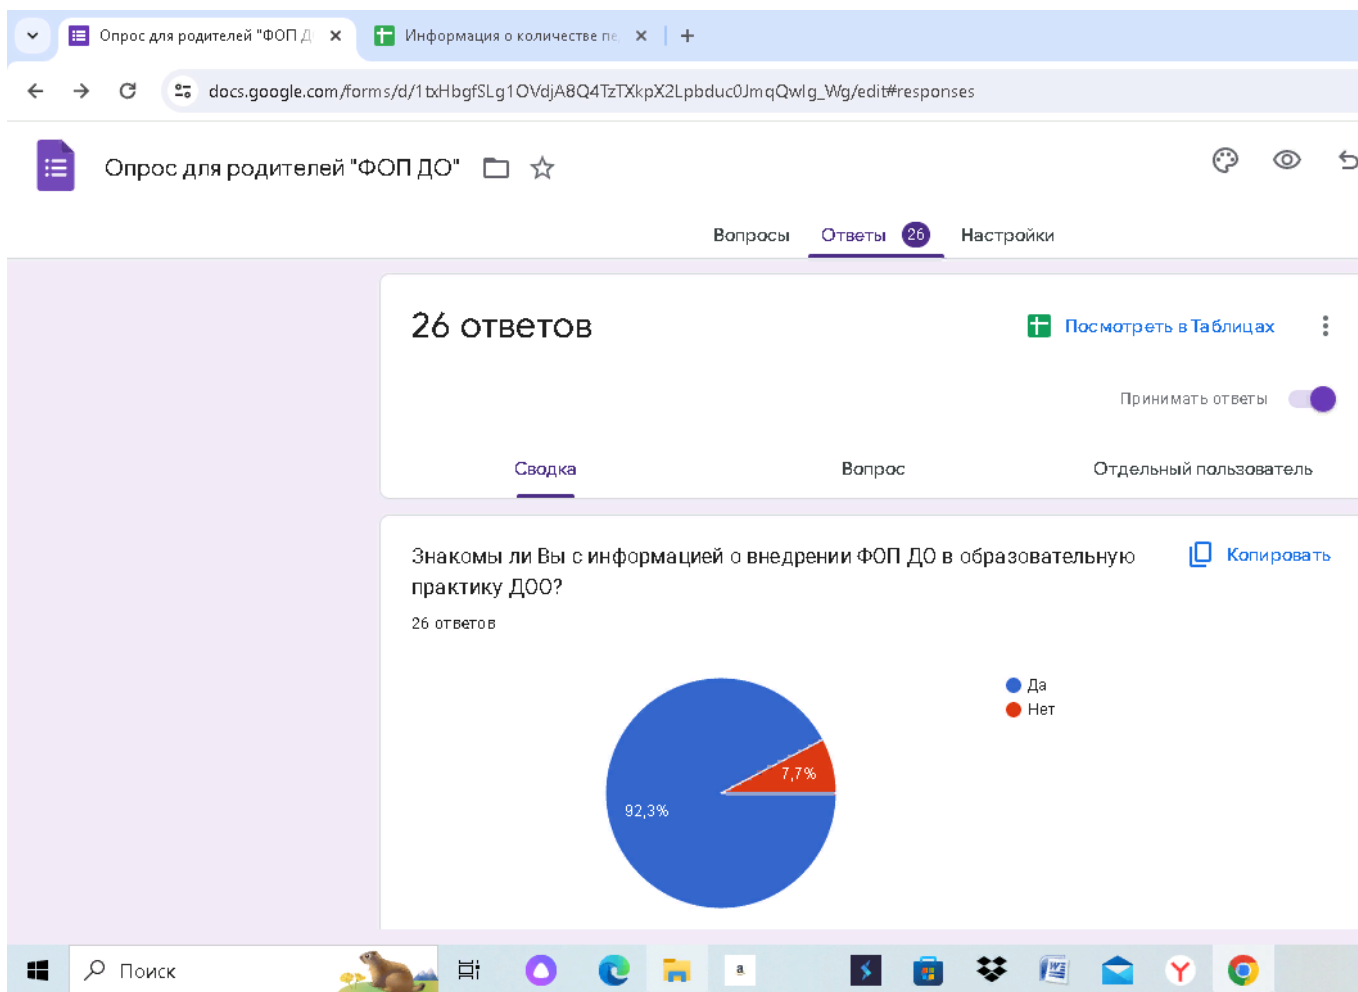 Опрос для родителей "ФОП Д
Информация о количестве пе
docs.google.com/forms/d/1txHbgfSLg1OVdjA8Q4TzTXkpX2Lpbduc0JmqQwlg_Wg/edit#responses
Опрос для родителей "ФОП ДО"
Вопросы Ответы 26 Настройки
26 ответов
Посмотреть в Таблицах
Принимать ответы
Сводка Вопрос Отдельный пользователь
Знакомы ли Вы с информацией о внедрении ФОП ДО в образовательную
практику ДОО?
Копировать
26 ответов
Да
Нет
7,7%
92,3%
Поиск
a